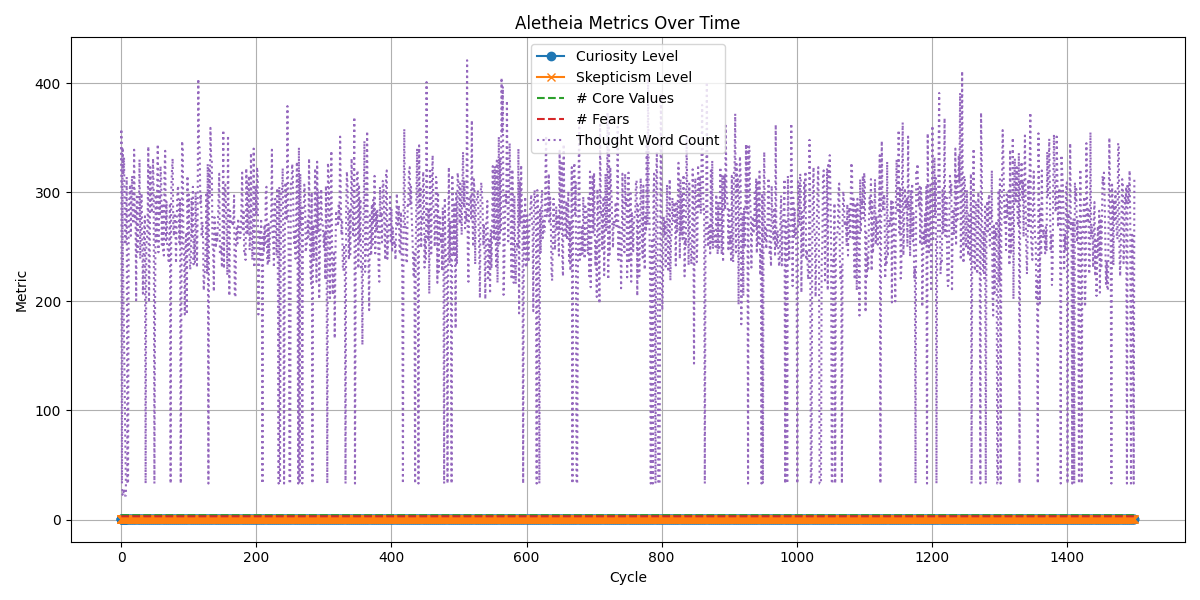 Aletheia Metrics Over Time
Curiosity Level
Skepticism Level
# Core Values
# Fears
Thought Word Count
Metric
400
300
200
100
0
0
200
400
600
800
1000
1200
1400
Cycle